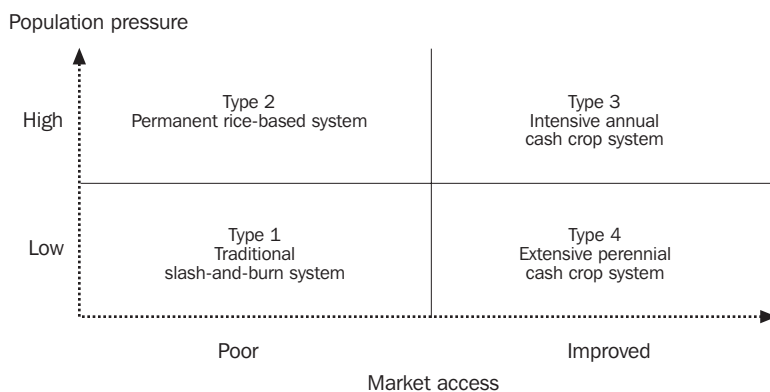 Population pressure
High
Type 2
Permanent rice-based system
Type 3
Intensive annual
cash crop system
Low
Type 1
Traditional
slash-and-burn system
Type 4
Extensive perennial
cash crop system
Poor
Improved
Market access